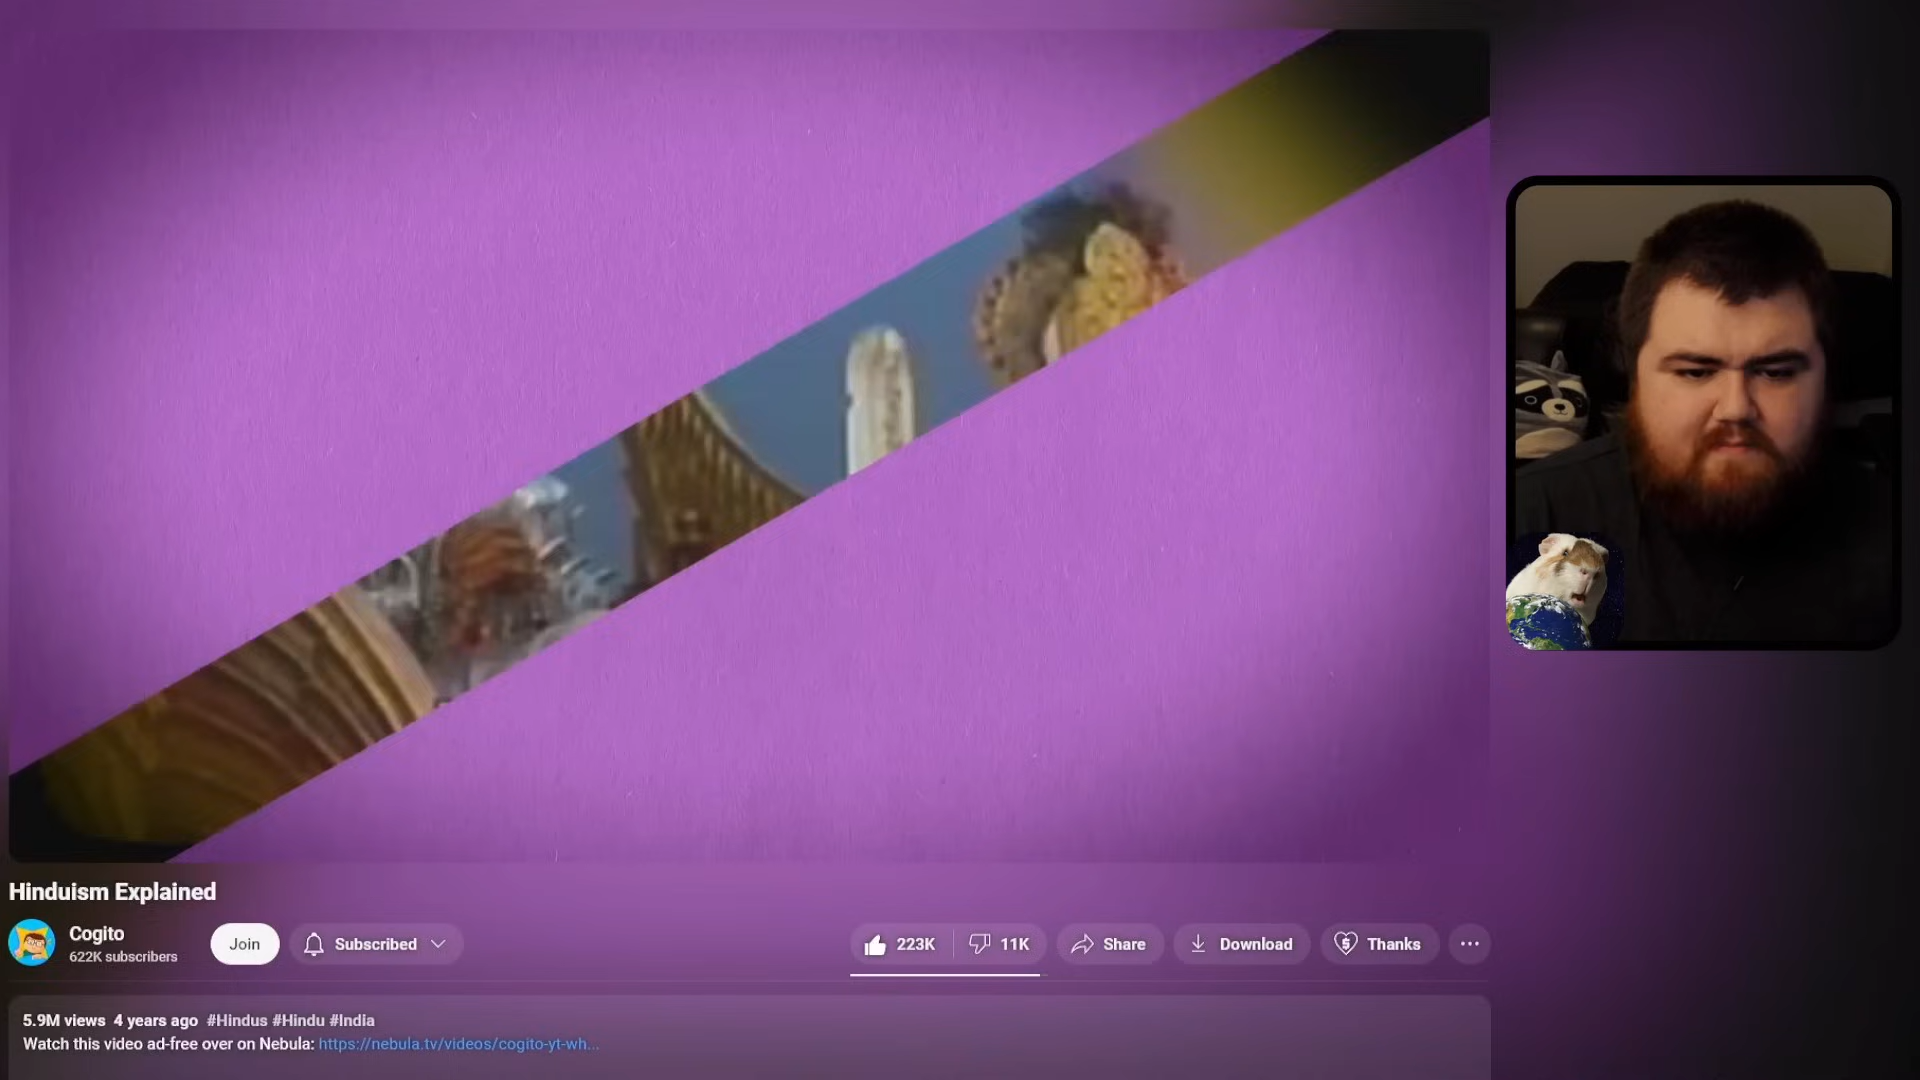 Hinduism Explained
Cogito
622K subscribers
Join
Subscribed
223K
11K
Share
Download
Thanks
5.9M views 4 years ago #Hindus #Hindu #India
Watch this video ad-free over on Nebula: https://nebula.tv/videos/cogito-yt-wh...